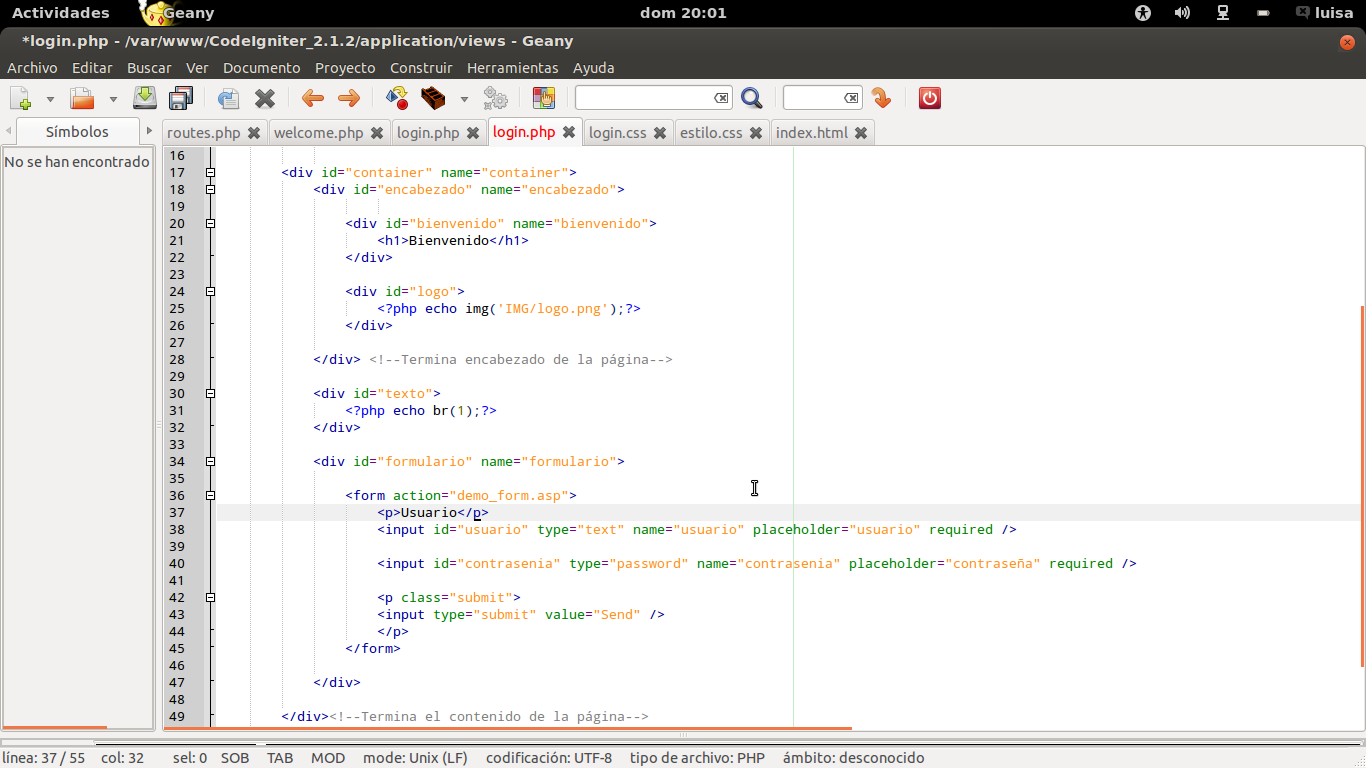 Actividades Geany dom 20:01 luisa
*login.php - /var/www/CodeIgniter_2.1.2/application/views - Geany
Archivo Editar Buscar Ver Documento Proyecto Construir Herramientas Ayuda
Símbolos routes.php welcome.php login.php login.php login.css estilo.css index.html
No se han encontrado
16
17 <div id="container" name="container">
18 <div id="encabezado" name="encabezado">
19
20 <div id="bienvenido" name="bienvenido">
21 <h1>Bienvenido</h1>
22 </div>
23
24 <div id="logo">
25 <?php echo img('IMG/logo.png');?>
26 </div>
27
28 </div> <!--Termina encabezado de la página-->
29
30 <div id="texto">
31 <?php echo br(1);?>
32 </div>
33
34 <div id="formulario" name="formulario">
35
36 <form action="demo_form.asp">
37 <p>Usuario</p>
38 <input id="usuario" type="text" name="usuario" placeholder="usuario" required />
39
40 <input id="contrasenia" type="password" name="contrasenia" placeholder="contraseña" required />
41
42 <p class="submit">
43 <input type="submit" value="Send" />
44 </p>
45 </form>
46
47 </div>
48
49 </div><!--Termina el contenido de la página-->
línea: 37 / 55 col: 32 sel: 0 SOB TAB MOD mode: Unix (LF) codificación: UTF-8 tipo de archivo: PHP ámbito: desconocido